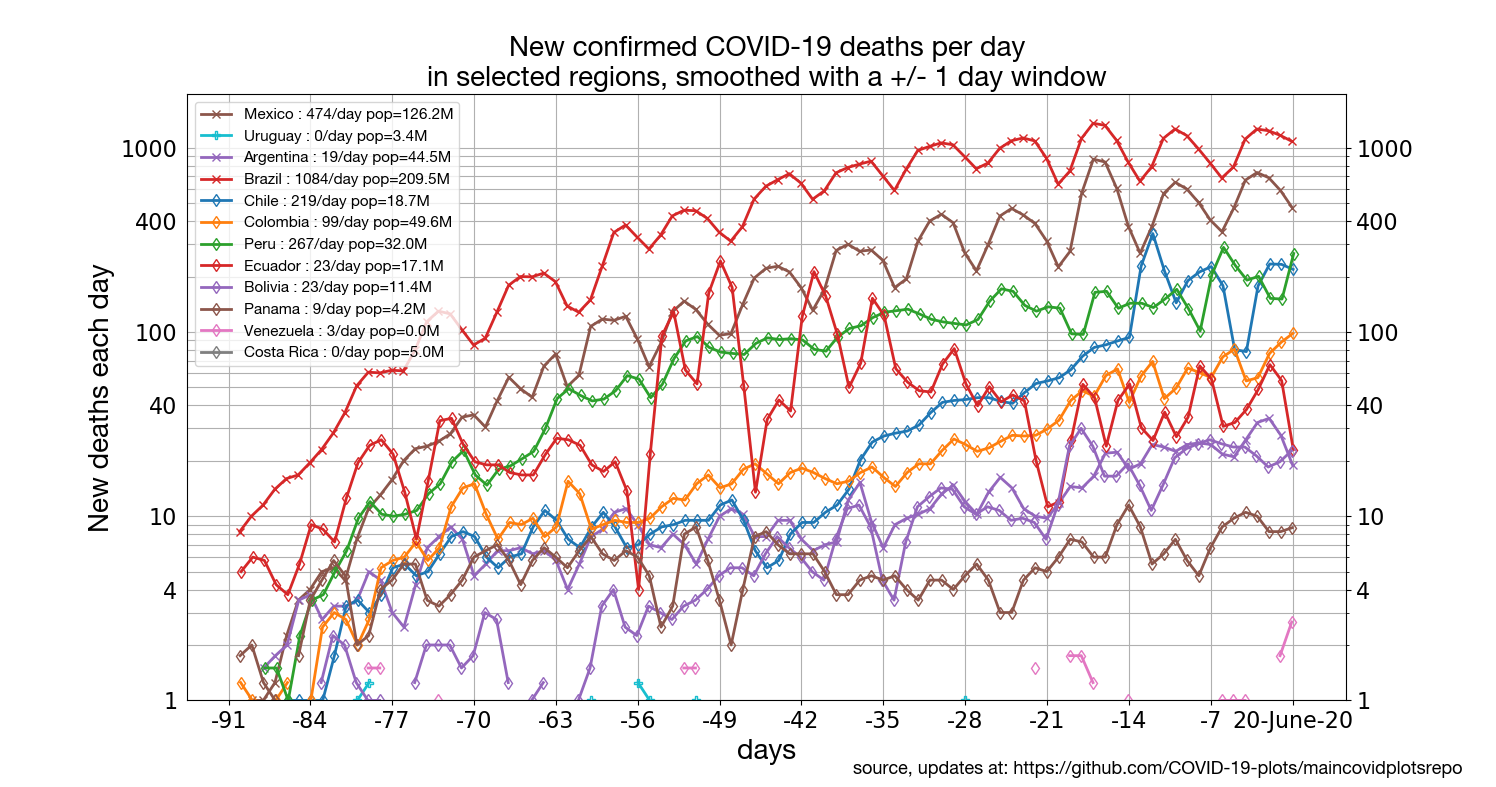 New confirmed COVID-19 deaths per day
in selected regions, smoothed with a +/- 1 day window
Mexico : 474/day pop=126.2M
Uruguay : 0/day pop=3.4M
Argentina : 19/day pop=44.5M
Brazil : 1084/day pop=209.5M
Chile : 219/day pop=18.7M
Colombia : 99/day pop=49.6M
Peru : 267/day pop=32.0M
Ecuador : 23/day pop=17.1M
Bolivia : 23/day pop=11.4M
Panama : 9/day pop=4.2M
Venezuela : 3/day pop=0.0M
Costa Rica : 0/day pop=5.0M
New deaths each day
1000
400
100
40
10
4
1
1000
400
100
40
10
4
1
-91 -84 -77 -70 -63 -56 -49 -42 -35 -28 -21 -14 -7 20-June-20
days
source, updates at: https://github.com/COVID-19-plots/maincovidplotsrepo